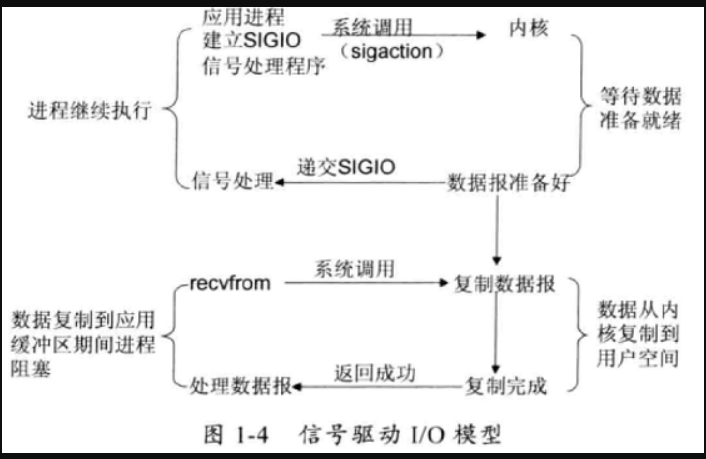 应用进程
建立SIGIO
信号处理程序
系统调用
（sigaction）
内核
进程继续执行
等待数据
准备就绪
信号处理
递交SIGIO
数据报准备好
recvfrom
系统调用
复制数据报
数据复制到应用
缓冲区期间进程
阻塞
数据从内
核复制到
用户空间
处理数据报
返回成功
复制完成
图 1-4 信号驱动 I/O 模型